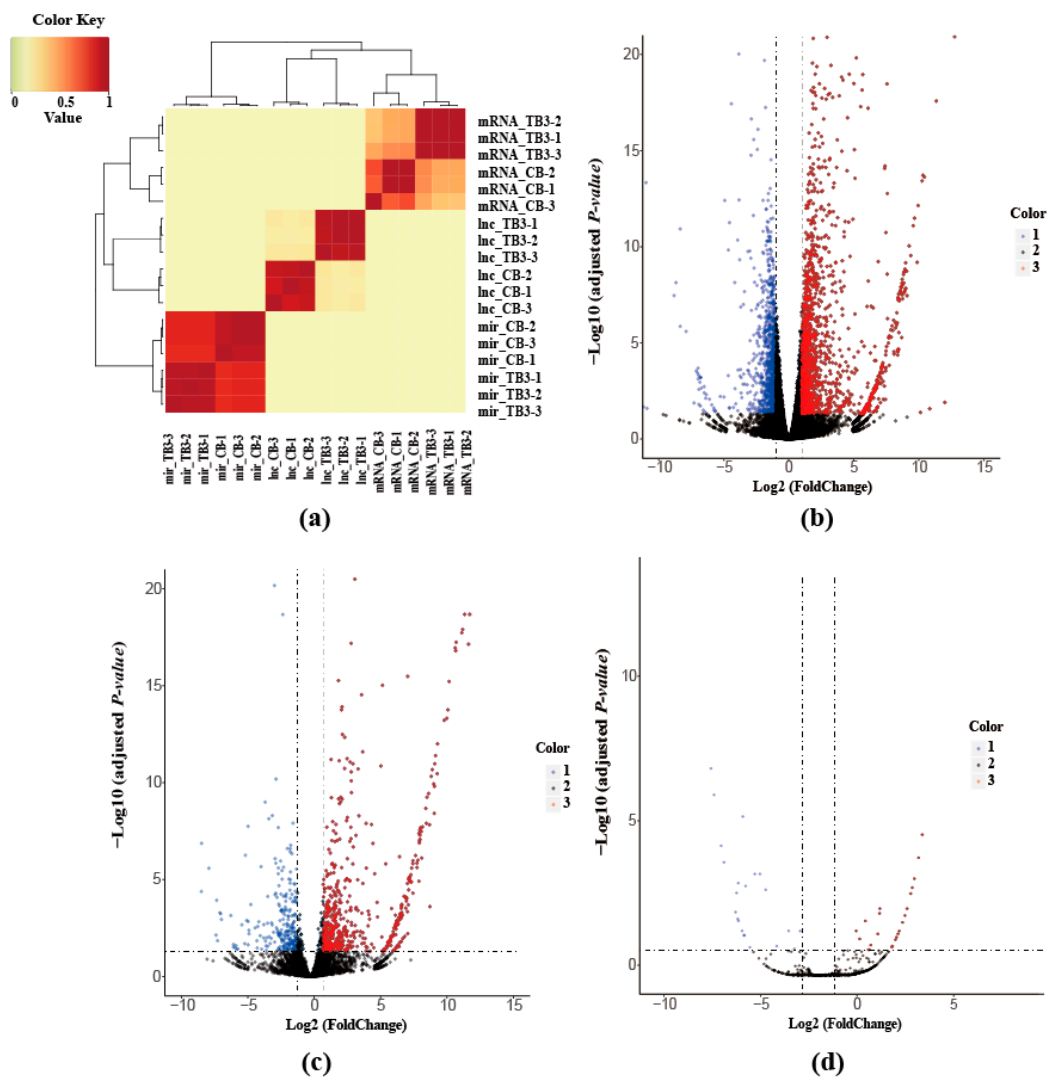 Color Key
0 0.5 1
Value
mRNA_TB3-2
mRNA_TB3-1
mRNA_TB3-3
mRNA_CB-2
mRNA_CB-1
mRNA_CB-3
lnc_TB3-1
lnc_TB3-2
lnc_TB3-3
lnc_CB-2
lnc_CB-1
lnc_CB-3
mir_CB-2
mir_CB-3
mir_CB-1
mir_TB3-1
mir_TB3-2
mir_TB3-3
mir_TB3-3
mir_TB3-2
mir_TB3-1
mir_CB-1
mir_CB-3
mir_CB-2
lnc_CB-3
lnc_CB-1
lnc_CB-2
lnc_TB3-3
lnc_TB3-2
lnc_TB3-1
mRNA_CB-3
mRNA_CB-1
mRNA_CB-2
mRNA_TB3-3
mRNA_TB3-1
mRNA_TB3-2
(a)
−Log10 (adjusted P-value)
20
15
10
5
0
−10 −5 0 5 10 15
Log2 (FoldChange)
Color
1
2
3
(b)
−Log10 (adjusted P-value)
20
15
10
5
0
−10 −5 0 5 10 15
Log2 (FoldChange)
Color
1
2
3
(c)
−Log10 (adjusted P-value)
10
5
0
−10 −5 0 5
Log2 (FoldChange)
Color
1
2
3
(d)